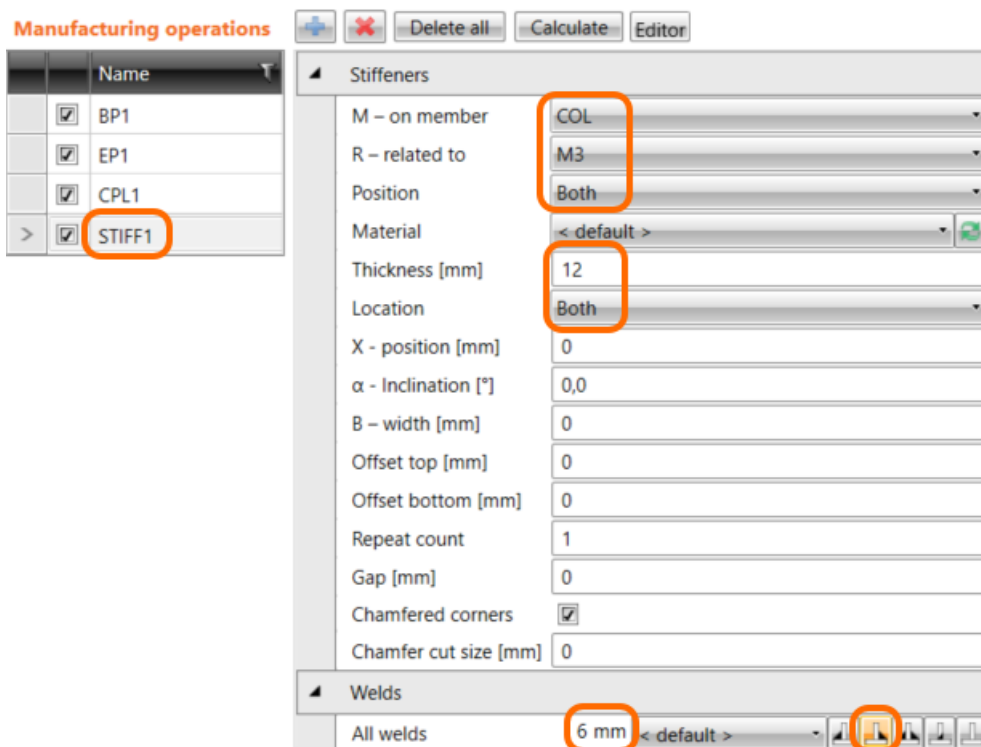 Manufacturing operations
Delete all
Calculate
Editor
Name
BP1
EP1
CPL1
> STIFF1
Stiffeners
M – on member COL
R – related to M3
Position Both
Material < default >
Thickness [mm] 12
Location Both
X - position [mm] 0
α - Inclination [°] 0,0
B – width [mm] 0
Offset top [mm] 0
Offset bottom [mm] 0
Repeat count 1
Gap [mm] 0
Chamfered corners
Chamfer cut size [mm] 0
Welds
All welds 6 mm < default >